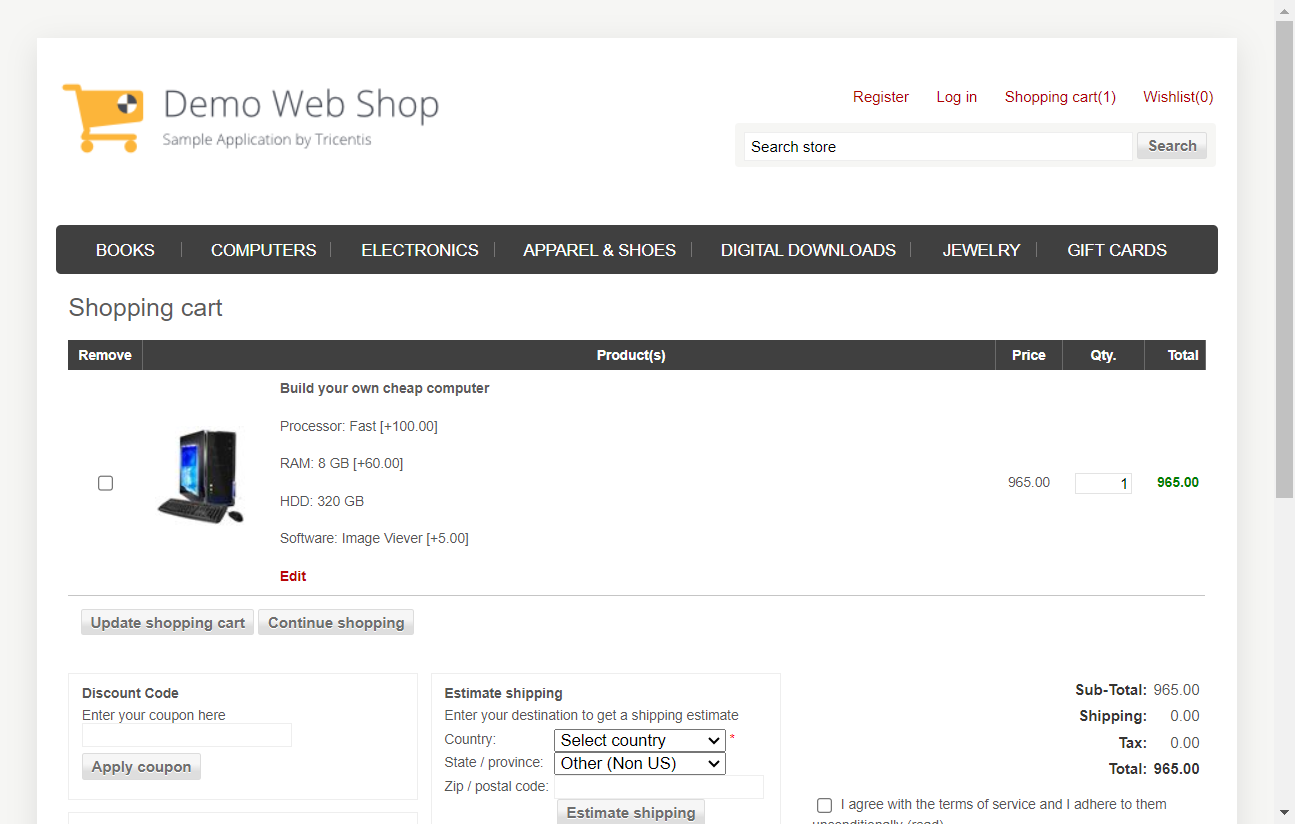 Demo Web Shop
Sample Application by Tricentis
Register Log in Shopping cart(1) Wishlist(0)
Search store Search
BOOKS COMPUTERS ELECTRONICS APPAREL & SHOES DIGITAL DOWNLOADS JEWELRY GIFT CARDS
Shopping cart
Remove Product(s) Price Qty. Total
Build your own cheap computer
Processor: Fast [+100.00]
RAM: 8 GB [+60.00]
965.00 1 965.00
HDD: 320 GB
Software: Image Viever [+5.00]
Edit
Update shopping cart Continue shopping
Discount Code
Enter your coupon here
Apply coupon
Estimate shipping
Enter your destination to get a shipping estimate
Country: Select country *
State / province: Other (Non US)
Zip / postal code:
Estimate shipping
Sub-Total: 965.00
Shipping: 0.00
Tax: 0.00
Total: 965.00
I agree with the terms of service and I adhere to them
unconditionally (read)